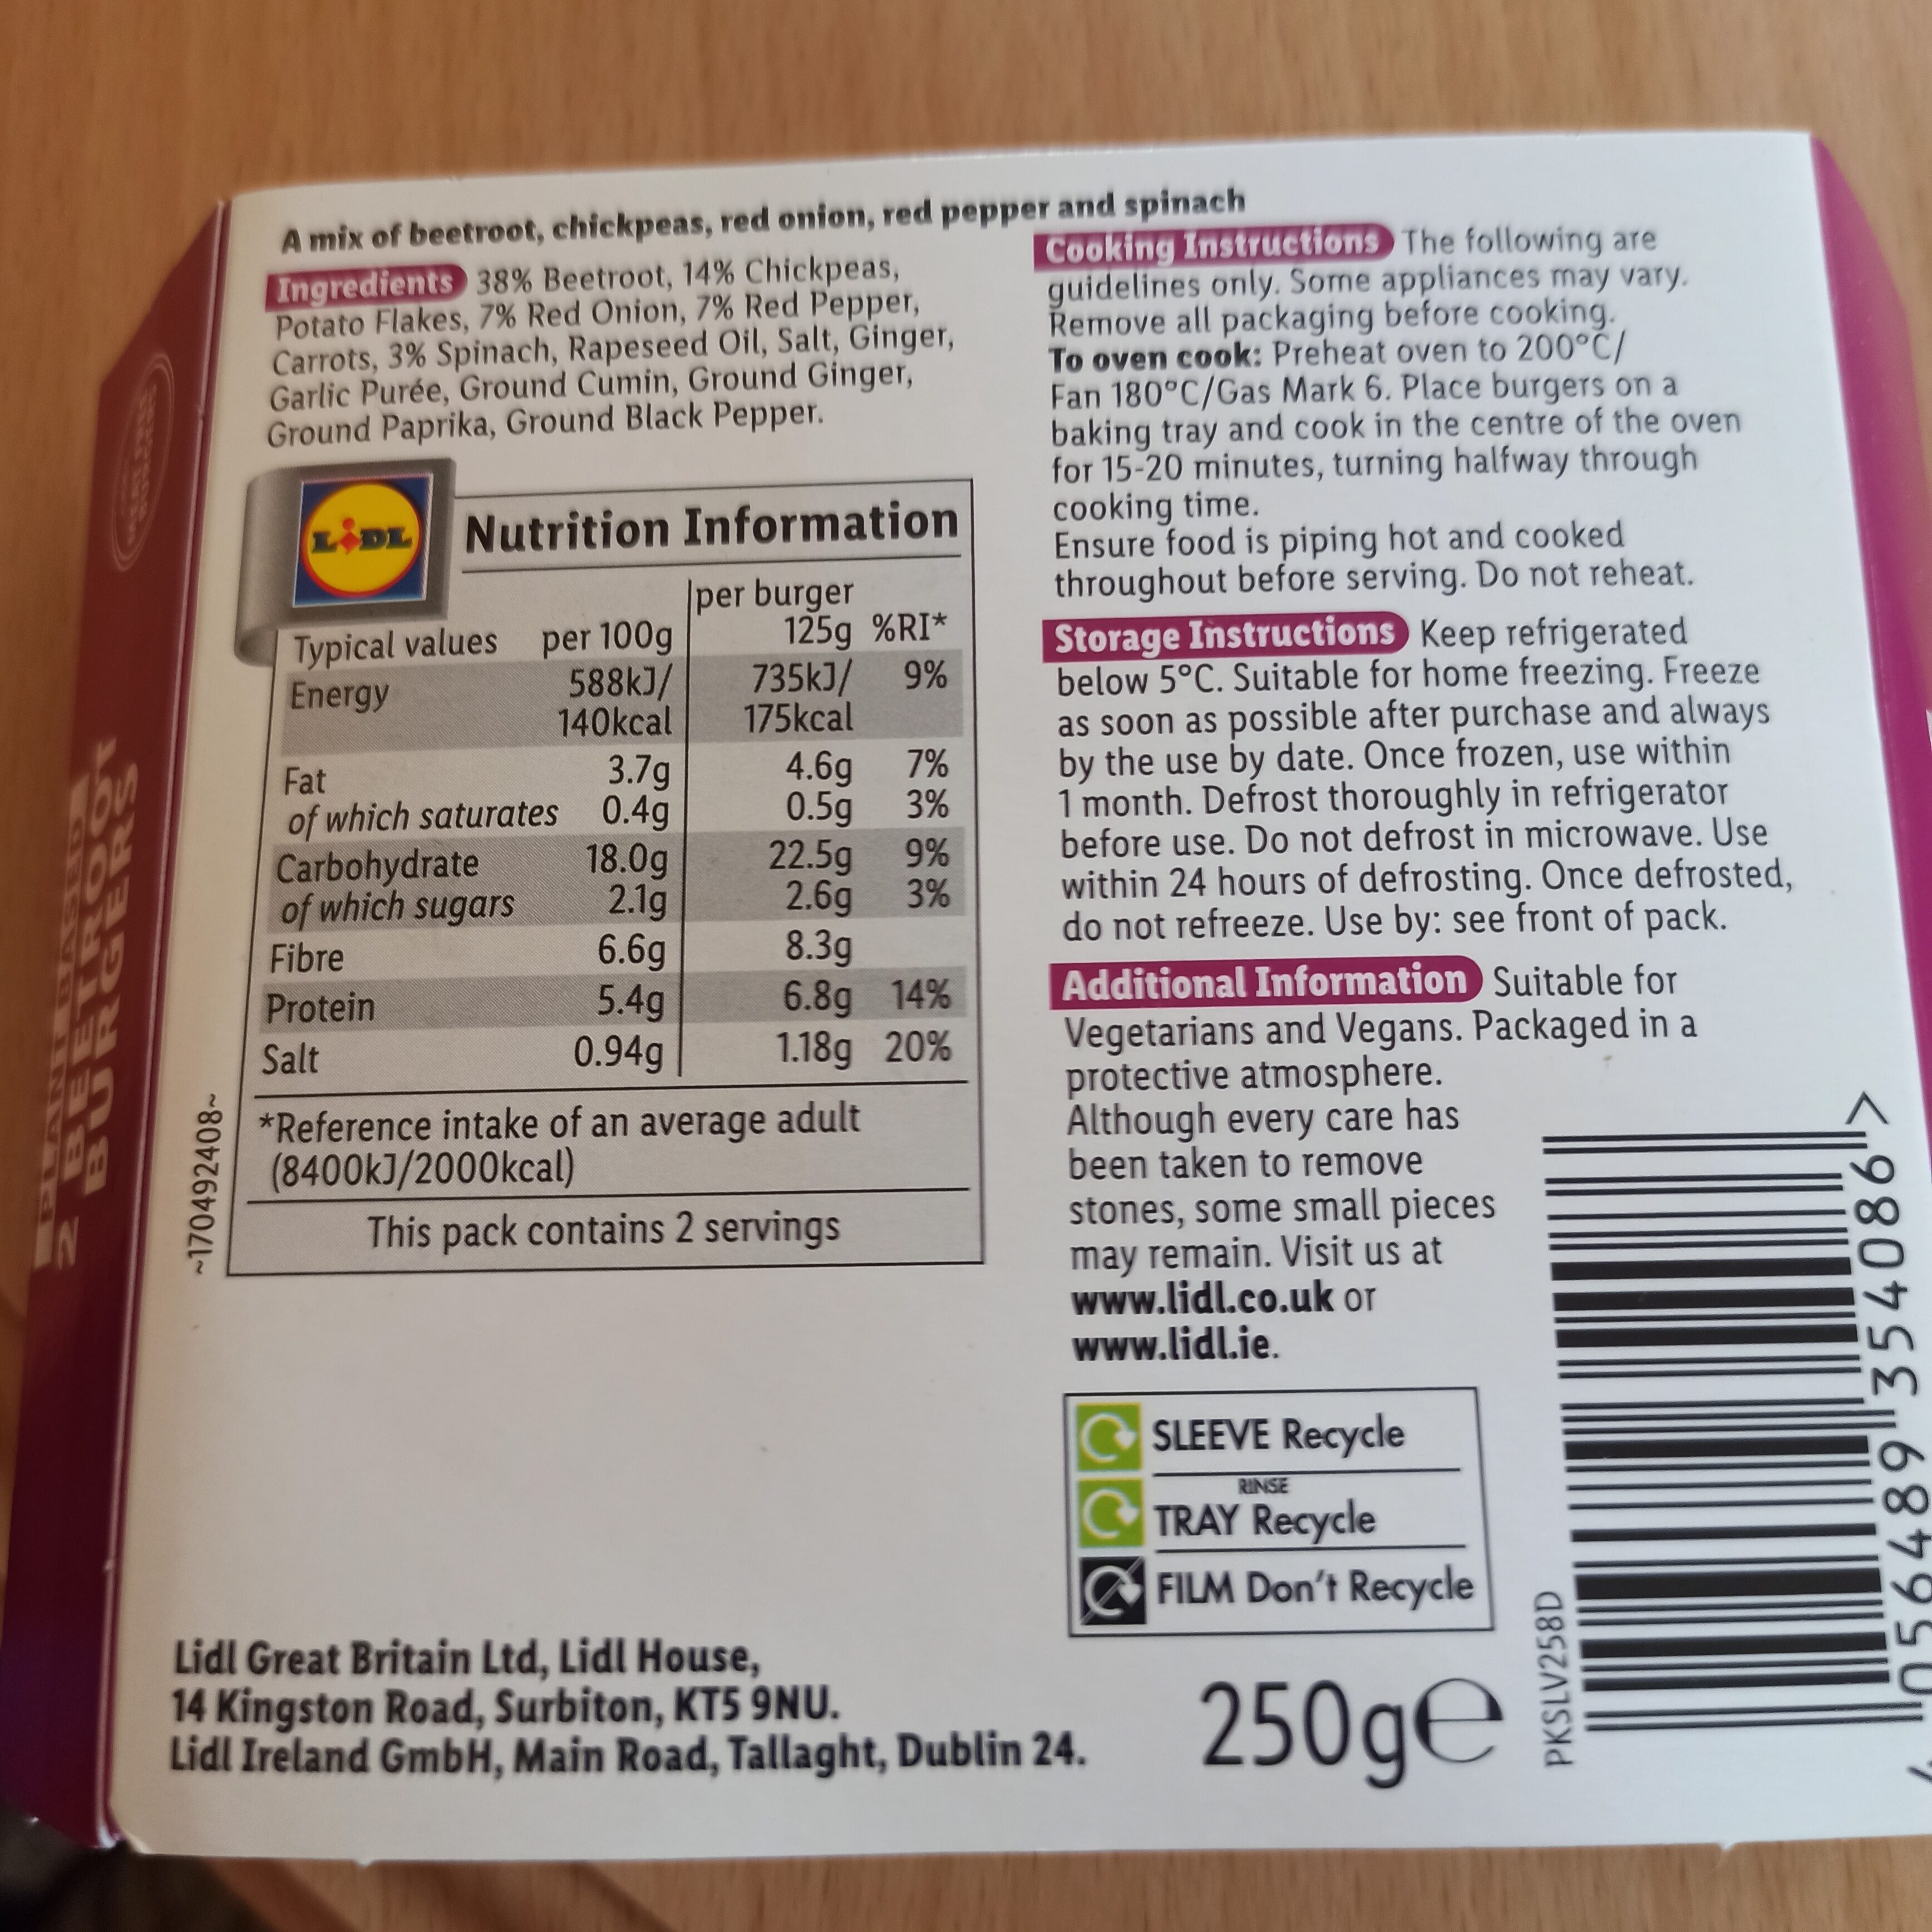 A mix of beetroot, chickpeas, red onion, red pepper and spinach
Ingredients 38% Beetroot, 14% Chickpeas,
Potato Flakes, 7% Red Onion, 7% Red Pepper,
Carrots, 3% Spinach, Rapeseed Oil, Salt, Ginger,
Garlic Purée, Ground Cumin, Ground Ginger,
Ground Paprika, Ground Black Pepper.
LIDL
Nutrition Information
per burger
Typical values per 100g 125g %RI*
Energy 588kJ/ 735kJ/ 9%
140kcal 175kcal
Fat 3.7g 4.6g 7%
of which saturates 0.4g 0.5g 3%
Carbohydrate 18.0g 22.5g 9%
of which sugars 2.1g 2.6g 3%
Fibre 6.6g 8.3g
Protein 5.4g 6.8g 14%
Salt 0.94g 1.18g 20%
*Reference intake of an average adult
(8400kJ/2000kcal)
This pack contains 2 servings
~170492408~
PLANT BASED
2 BEETROOT
BURGERS
Cooking Instructions The following are
guidelines only. Some appliances may vary.
Remove all packaging before cooking.
To oven cook: Preheat oven to 200°C/
Fan 180°C/Gas Mark 6. Place burgers on a
baking tray and cook in the centre of the oven
for 15-20 minutes, turning halfway through
cooking time.
Ensure food is piping hot and cooked
throughout before serving. Do not reheat.
Storage Instructions Keep refrigerated
below 5°C. Suitable for home freezing. Freeze
as soon as possible after purchase and always
by the use by date. Once frozen, use within
1 month. Defrost thoroughly in refrigerator
before use. Do not defrost in microwave. Use
within 24 hours of defrosting. Once defrosted,
do not refreeze. Use by: see front of pack.
Additional Information Suitable for
Vegetarians and Vegans. Packaged in a
protective atmosphere.
Although every care has
been taken to remove
stones, some small pieces
may remain. Visit us at
www.lidl.co.uk or
www.lidl.ie.
SLEEVE Recycle
RINSE
TRAY Recycle
FILM Don't Recycle
Lidl Great Britain Ltd, Lidl House,
14 Kingston Road, Surbiton, KT5 9NU.
Lidl Ireland GmbH, Main Road, Tallaght, Dublin 24.
250g℮
PKSLV258D
056489 354086 >